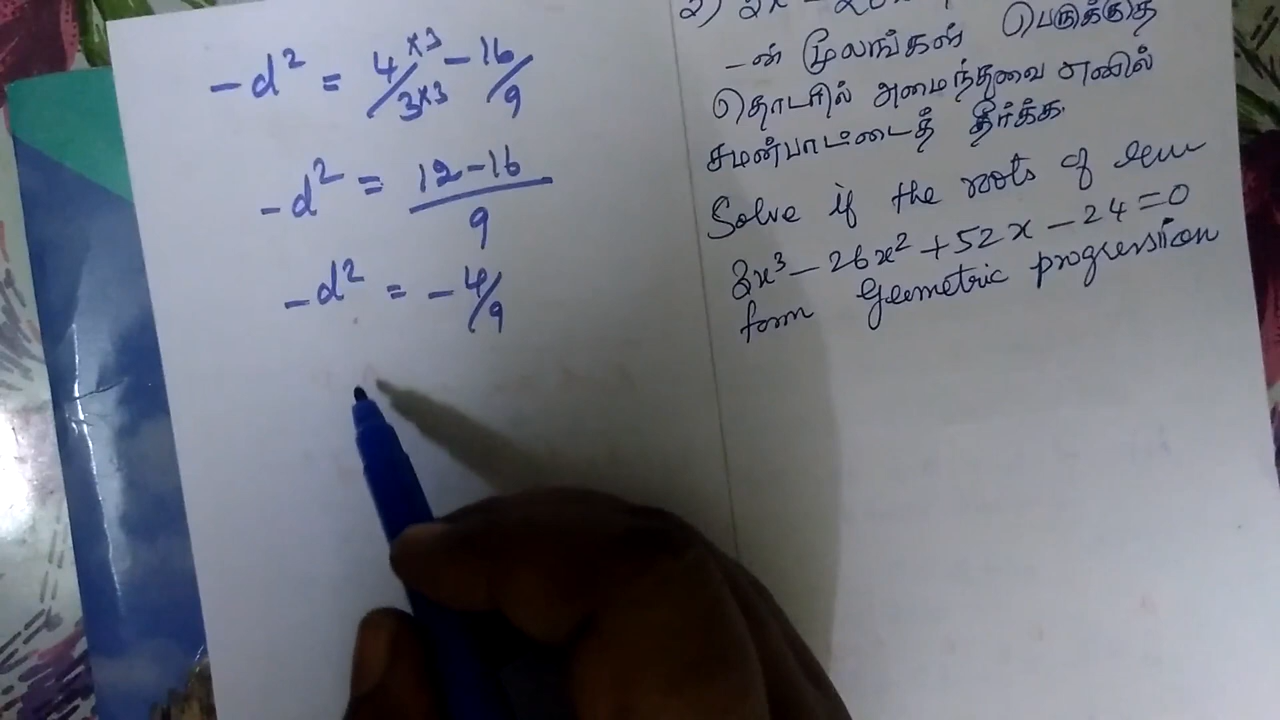 -d² = 4×3/3×3 - 16/9
-d² = 12-16/9
-d² = -4/9
-ன் மூலங்கள் பெருக்குத்
தொடரில் அமைந்தவை எனில்
சமன்பாட்டைத் தீர்க்க.
Solve if the roots of
3x³ - 26x² + 52x - 24 = 0
form Geometric progression